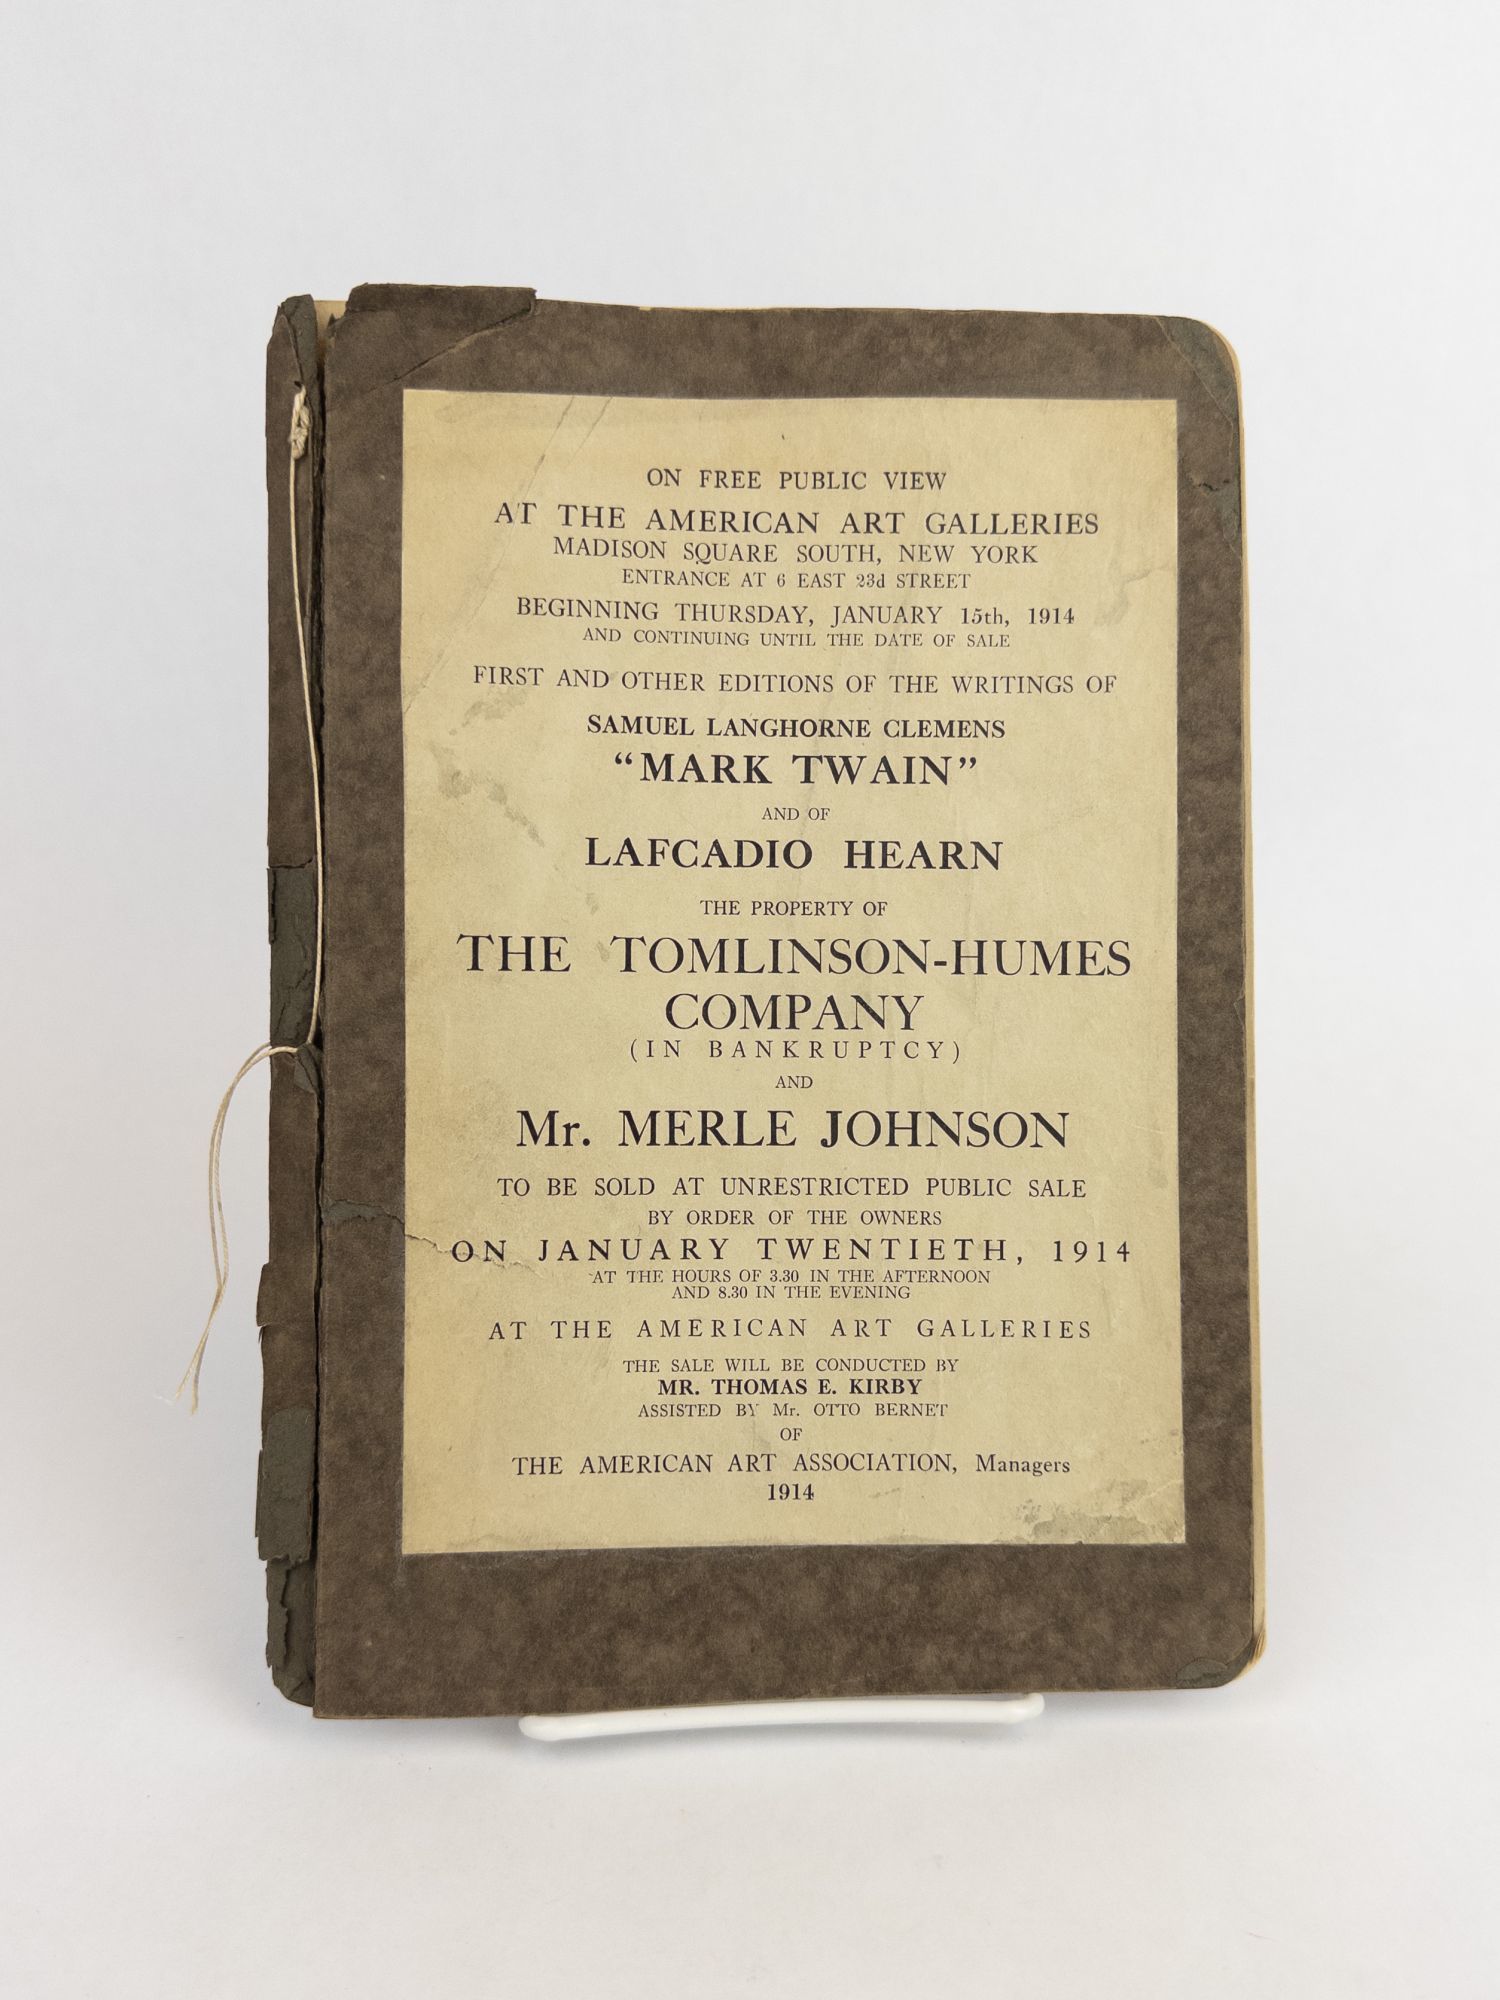 ON FREE PUBLIC VIEW
AT THE AMERICAN ART GALLERIES
MADISON SQUARE SOUTH, NEW YORK
ENTRANCE AT 6 EAST 23d STREET
BEGINNING THURSDAY, JANUARY 15th, 1914
AND CONTINUING UNTIL THE DATE OF SALE
FIRST AND OTHER EDITIONS OF THE WRITINGS OF
SAMUEL LANGHORNE CLEMENS
“MARK TWAIN”
AND OF
LAFCADIO HEARN
THE PROPERTY OF
THE TOMLINSON-HUMES
COMPANY
(IN BANKRUPTCY)
AND
Mr. MERLE JOHNSON
TO BE SOLD AT UNRESTRICTED PUBLIC SALE
BY ORDER OF THE OWNERS
ON JANUARY TWENTIETH, 1914
AT THE HOURS OF 3.30 IN THE AFTERNOON
AND 8.30 IN THE EVENING
AT THE AMERICAN ART GALLERIES
THE SALE WILL BE CONDUCTED BY
MR. THOMAS E. KIRBY
ASSISTED BY Mr. OTTO BERNET
OF
THE AMERICAN ART ASSOCIATION, Managers
1914